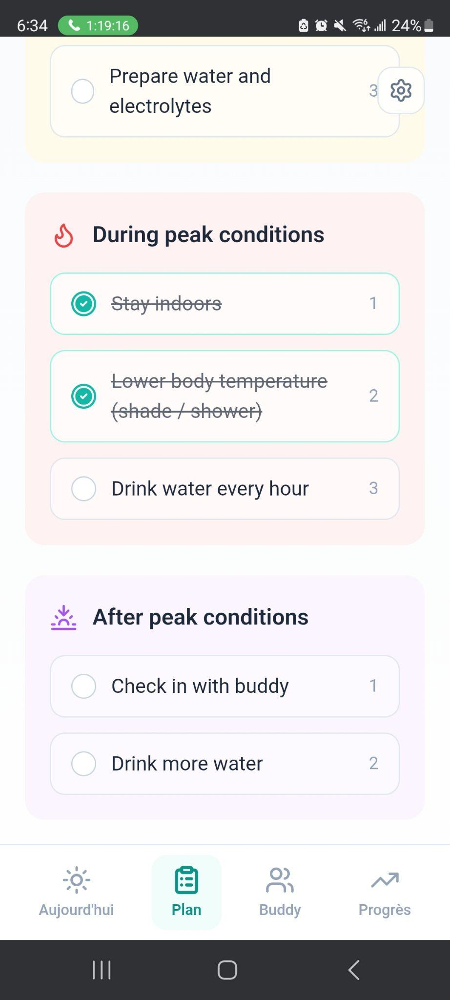 6:34
1:19:16
24%
Prepare water and
electrolytes
3
During peak conditions
Stay indoors
1
Lower body temperature
(shade / shower)
2
Drink water every hour
3
After peak conditions
Check in with buddy
1
Drink more water
2
Aujourd'hui
Plan
Buddy
Progrès